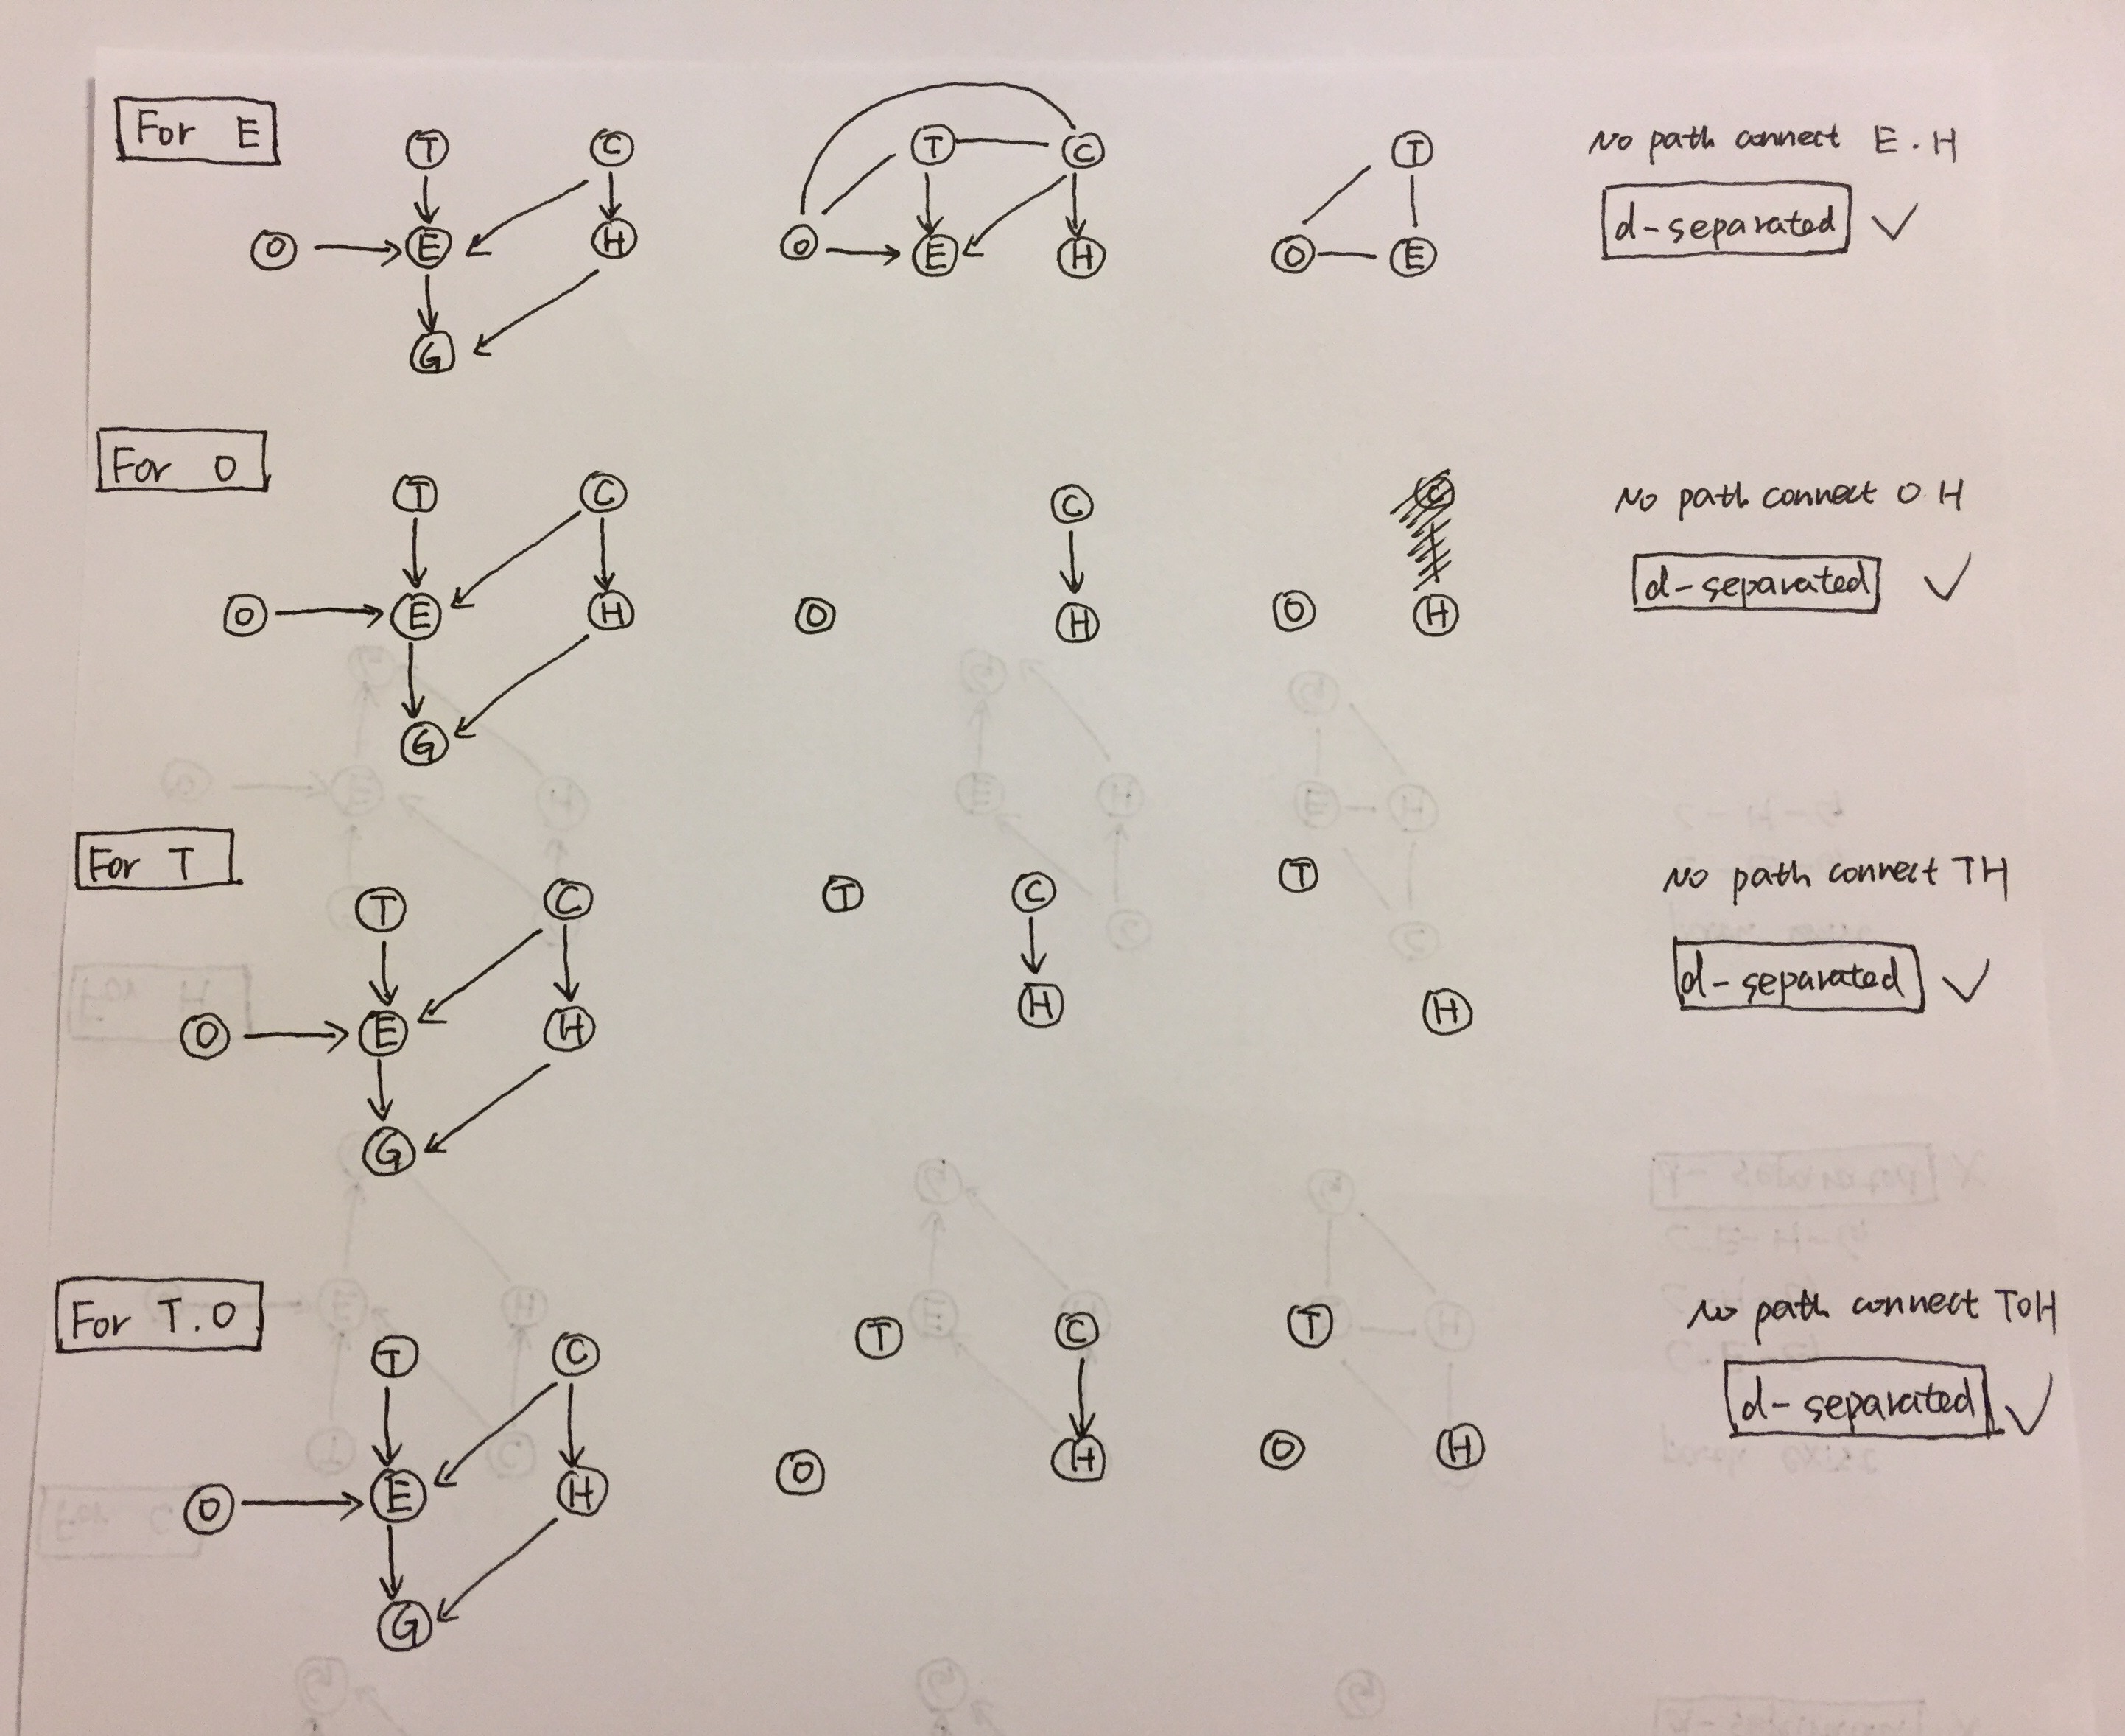 For E
T C T C T
O E H O E H O E
G
No path connect E . H
d-separated ✓
For O
T C C
O E H O H O H
G
No path connect O H
d-separated ✓
For T
T C T C T
O E H H H
G
No path connect TH
d-separated ✓
For T.O
T C T C T
O E H O H O H
G
No path connect TOH
d-separated ✓